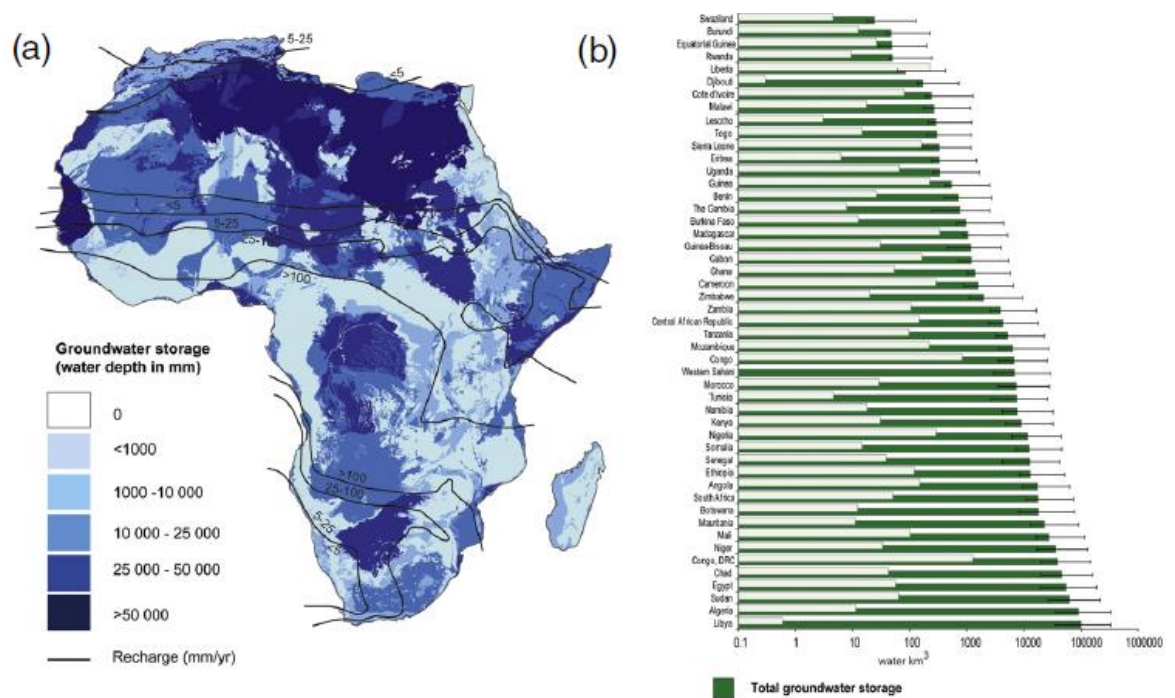 (a)
5-25
<5
<5
5-25
>100
>100
25-100
5-25
<5
Groundwater storage
(water depth in mm)
0
<1000
1000 -10 000
10 000 - 25 000
25 000 - 50 000
>50 000
Recharge (mm/yr)
(b)
Swaziland
Burundi
Equatorial Guinea
Rwanda
Liberia
Djibouti
Cote d'Ivoire
Malawi
Lesotho
Togo
Sierra Leone
Eritrea
Uganda
Guinea
Benin
The Gambia
Burkina Faso
Madagascar
Guinea-Bissau
Gabon
Ghana
Cameroon
Zimbabwe
Zambia
Central African Republic
Tanzania
Mozambique
Congo
Western Sahara
Morocco
Tunisia
Namibia
Kenya
Nigeria
Somalia
Senegal
Ethiopia
Angola
South Africa
Botswana
Mauritania
Mali
Niger
Congo, DRC
Chad
Egypt
Sudan
Algeria
Libya
0.1 1 10 100 1000 10000 100000 1000000
water km³
Total groundwater storage